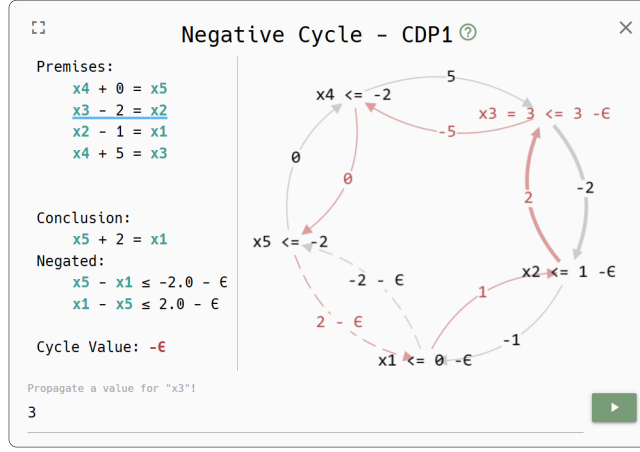 Negative Cycle - CDP1 ?
Premises:
x4 + 0 = x5
x3 - 2 = x2
x2 - 1 = x1
x4 + 5 = x3
Conclusion:
x5 + 2 = x1
Negated:
x5 - x1 ≤ -2.0 - ϵ
x1 - x5 ≤ 2.0 - ϵ
Cycle Value: -ϵ
5
x4 <= -2
x3 = 3 <= 3 -ϵ
-5
0
0
2
-2
x5 <= -2
-2 - ϵ
x2 <= 1 -ϵ
1
2 - ϵ
-1
x1 <= 0 -ϵ
Propagate a value for "x3"!
3